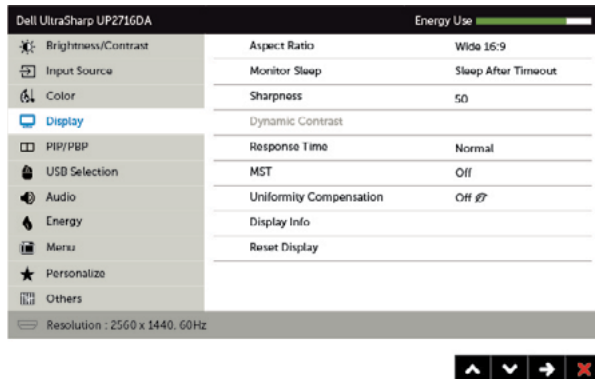 Dell UltraSharp UP2716DA Energy Use
Brightness/Contrast Aspect Ratio Wide 16:9
Input Source Monitor Sleep Sleep After Timeout
Color Sharpness 50
Display Dynamic Contrast
PIP/PBP Response Time Normal
USB Selection MST Off
Audio Uniformity Compensation Off
Energy Display Info
Menu Reset Display
Personalize
Others
Resolution : 2560 x 1440, 60Hz